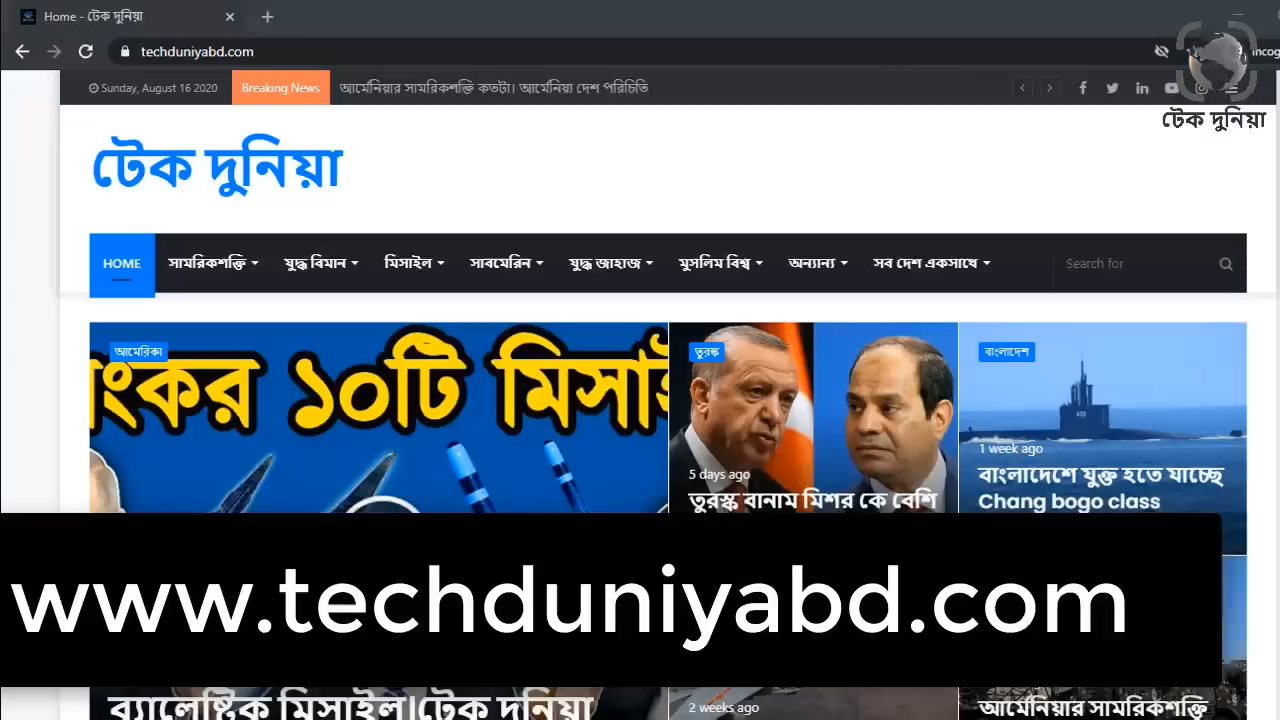 Home - টেক দুনিয়া
techduniyabd.com
Sunday, August 16 2020
Breaking News
আর্মেনিয়ার সামরিকশক্তি কতটা। আর্মেনিয়া দেশ পরিচিতি
টেক দুনিয়া
টেক দুনিয়া
HOME
সামরিকশক্তি
যুদ্ধ বিমান
মিসাইল
সাবমেরিন
যুদ্ধ জাহাজ
মুসলিম বিশ্ব
অন্যান্য
সব দেশ একসাথে
Search for
আমেরিকা
ংকর ১০টি মিসাই
তুরস্ক
5 days ago
তুরস্ক বানাম মিশর কে বেশি
বাংলাদেশ
1 week ago
বাংলাদেশে যুক্ত হতে যাচ্ছে
Chang bogo class
www.techduniyabd.com
ব্যালেষ্টিক মিসাইল।টেক দুনিয়া
2 weeks ago
আর্মেনিয়ার সামরিকশক্তি